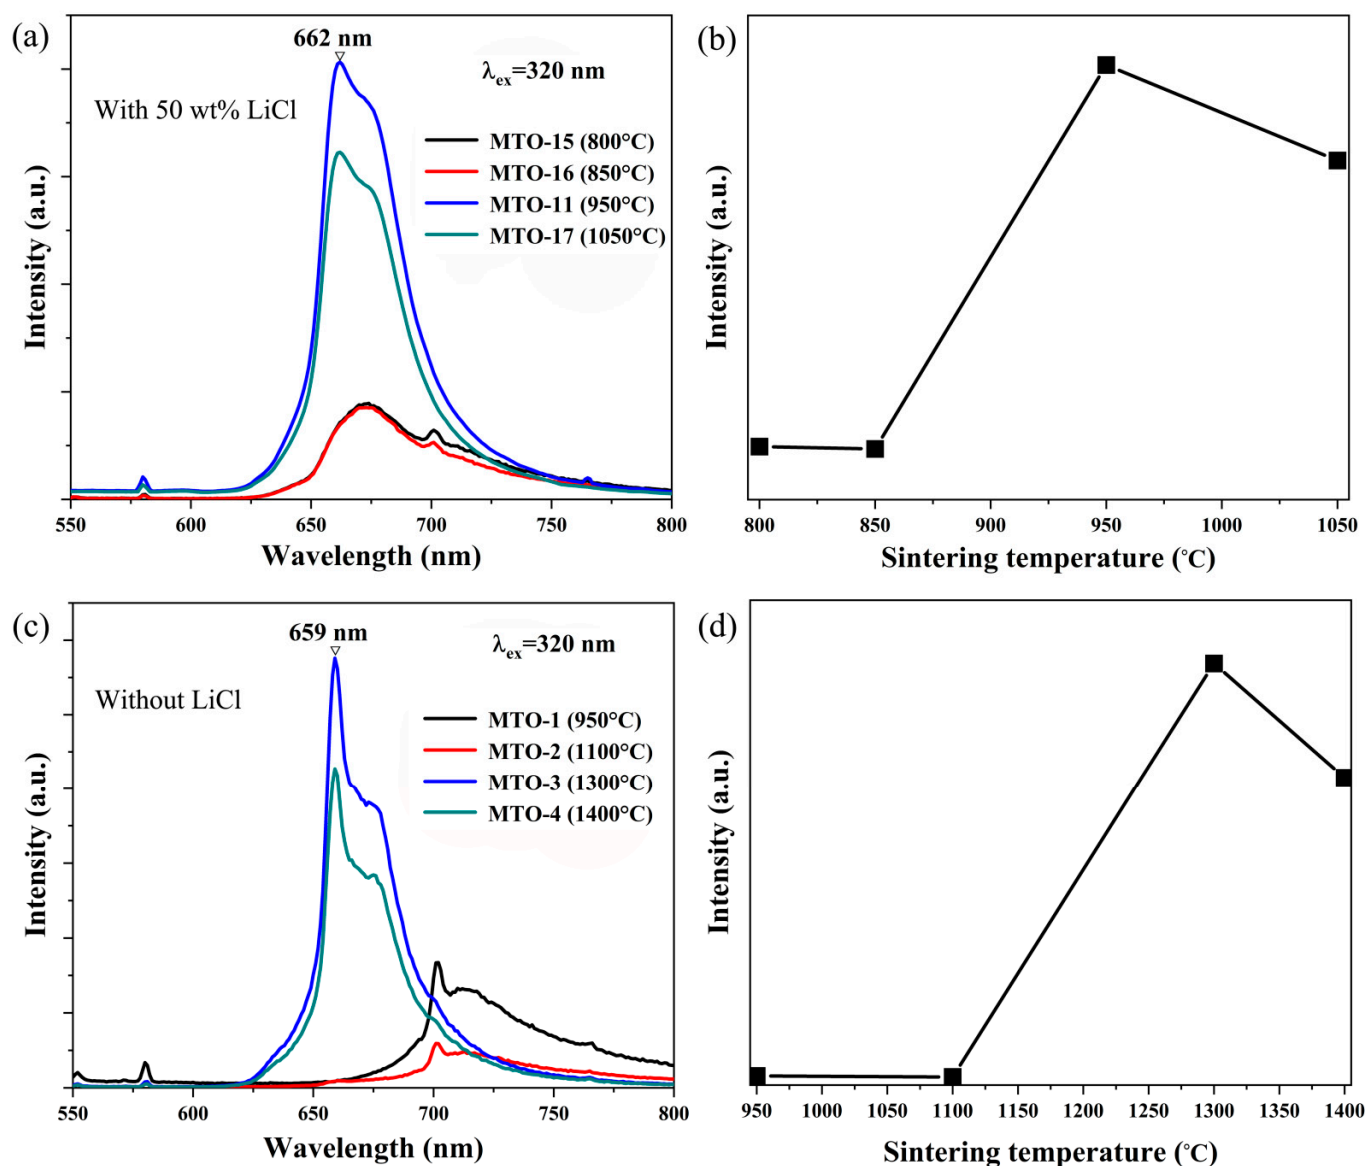 (a)
662 nm
λex=320 nm
With 50 wt% LiCl
MTO-15 (800°C)
MTO-16 (850°C)
MTO-11 (950°C)
MTO-17 (1050°C)
Intensity (a.u.)
550 600 650 700 750 800
Wavelength (nm)
(b)
Intensity (a.u.)
800 850 900 950 1000 1050
Sintering temperature (°C)
(c)
659 nm
λex=320 nm
Without LiCl
MTO-1 (950°C)
MTO-2 (1100°C)
MTO-3 (1300°C)
MTO-4 (1400°C)
Intensity (a.u.)
550 600 650 700 750 800
Wavelength (nm)
(d)
Intensity (a.u.)
950 1000 1050 1100 1150 1200 1250 1300 1350 1400
Sintering temperature (°C)